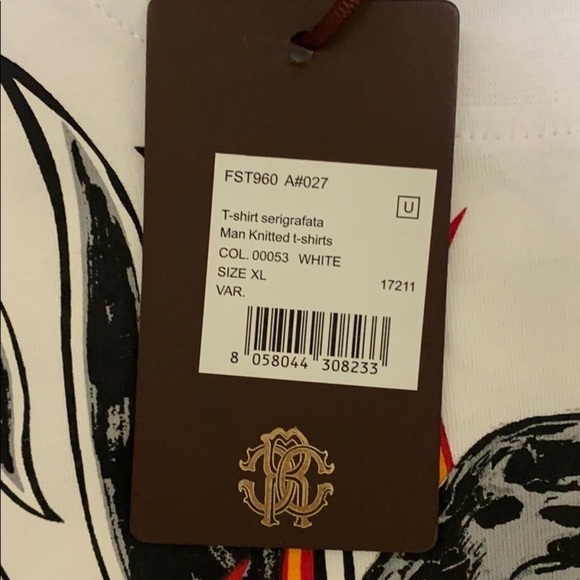 FST960 A#027
U
T-shirt serigrafata
Man Knitted t-shirts
COL. 00053 WHITE
SIZE XL 17211
VAR.
8 058044 308233